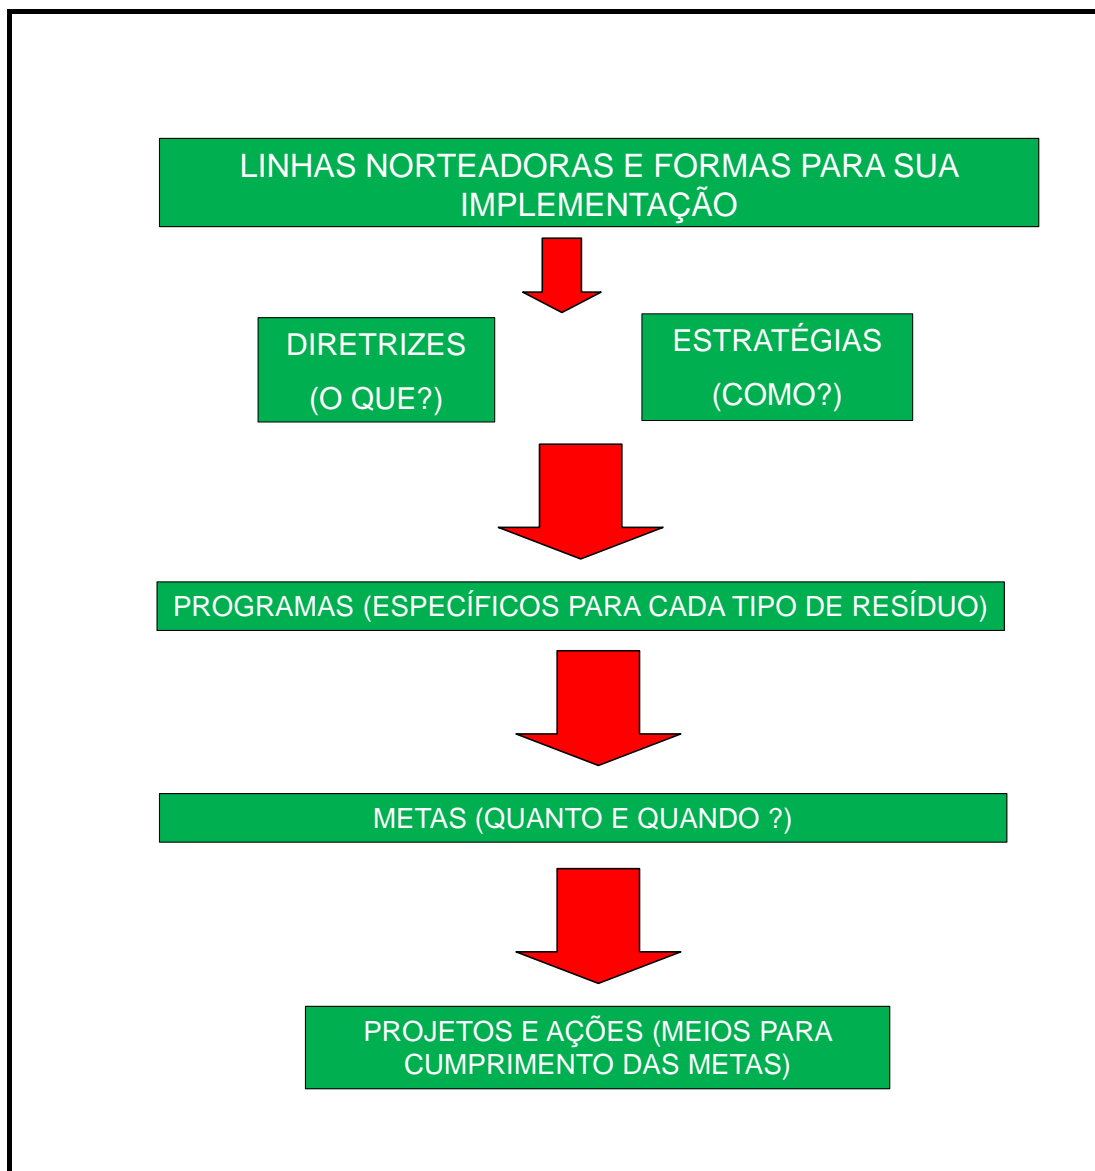 LINHAS NORTEADORAS E FORMAS PARA SUA
IMPLEMENTAÇÃO
DIRETRIZES
(O QUE?)
ESTRATÉGIAS
(COMO?)
PROGRAMAS (ESPECÍFICOS PARA CADA TIPO DE RESÍDUO)
METAS (QUANTO E QUANDO ?)
PROJETOS E AÇÕES (MEIOS PARA
CUMPRIMENTO DAS METAS)